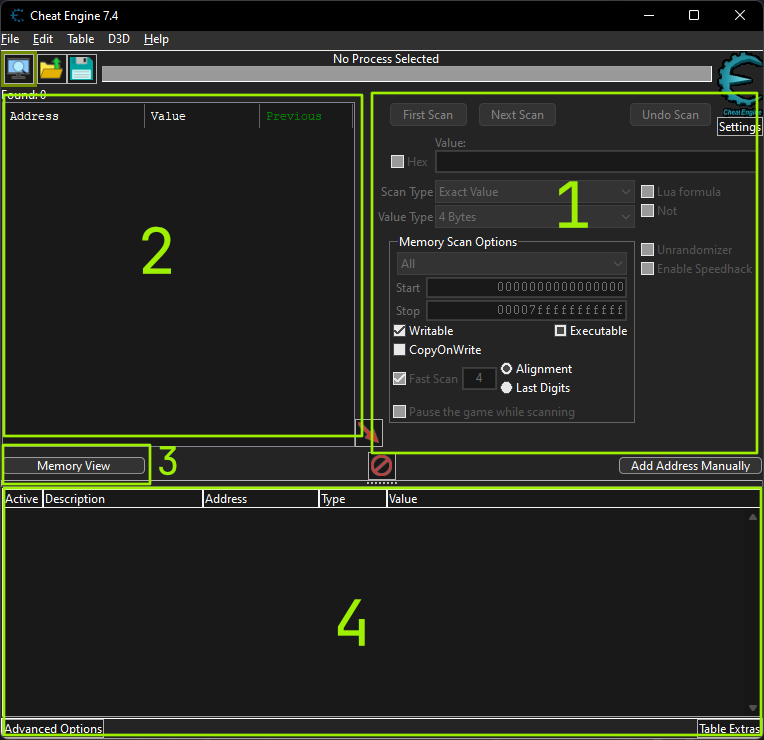 Cheat Engine 7.4
File Edit Table D3D Help
No Process Selected
Found: 0
Address Value Previous
First Scan Next Scan Undo Scan
Cheat Engine
Settings
Value:
Hex
Scan Type Exact Value
Lua formula
Not
Value Type 4 Bytes
1
2
Memory Scan Options
All
Unrandomizer
Enable Speedhack
Start 0000000000000000
Stop 00007fffffffffff
Writable Executable
CopyOnWrite
Fast Scan 4
Alignment
Last Digits
Pause the game while scanning
Memory View
3
Add Address Manually
Active Description Address Type Value
4
Advanced Options Table Extras